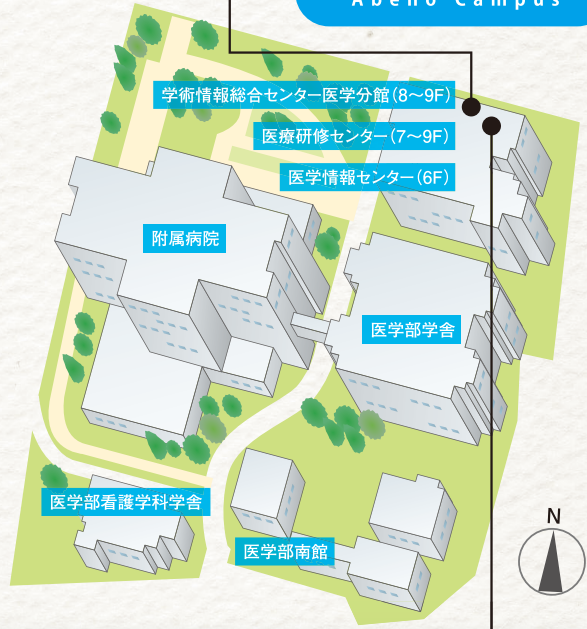 Abeno Campus
学術情報総合センター医学分館（8～9F）
医療研修センター（7～9F）
医学情報センター（6F）
附属病院
医学部学舎
医学部看護学科学舎
医学部南館
N